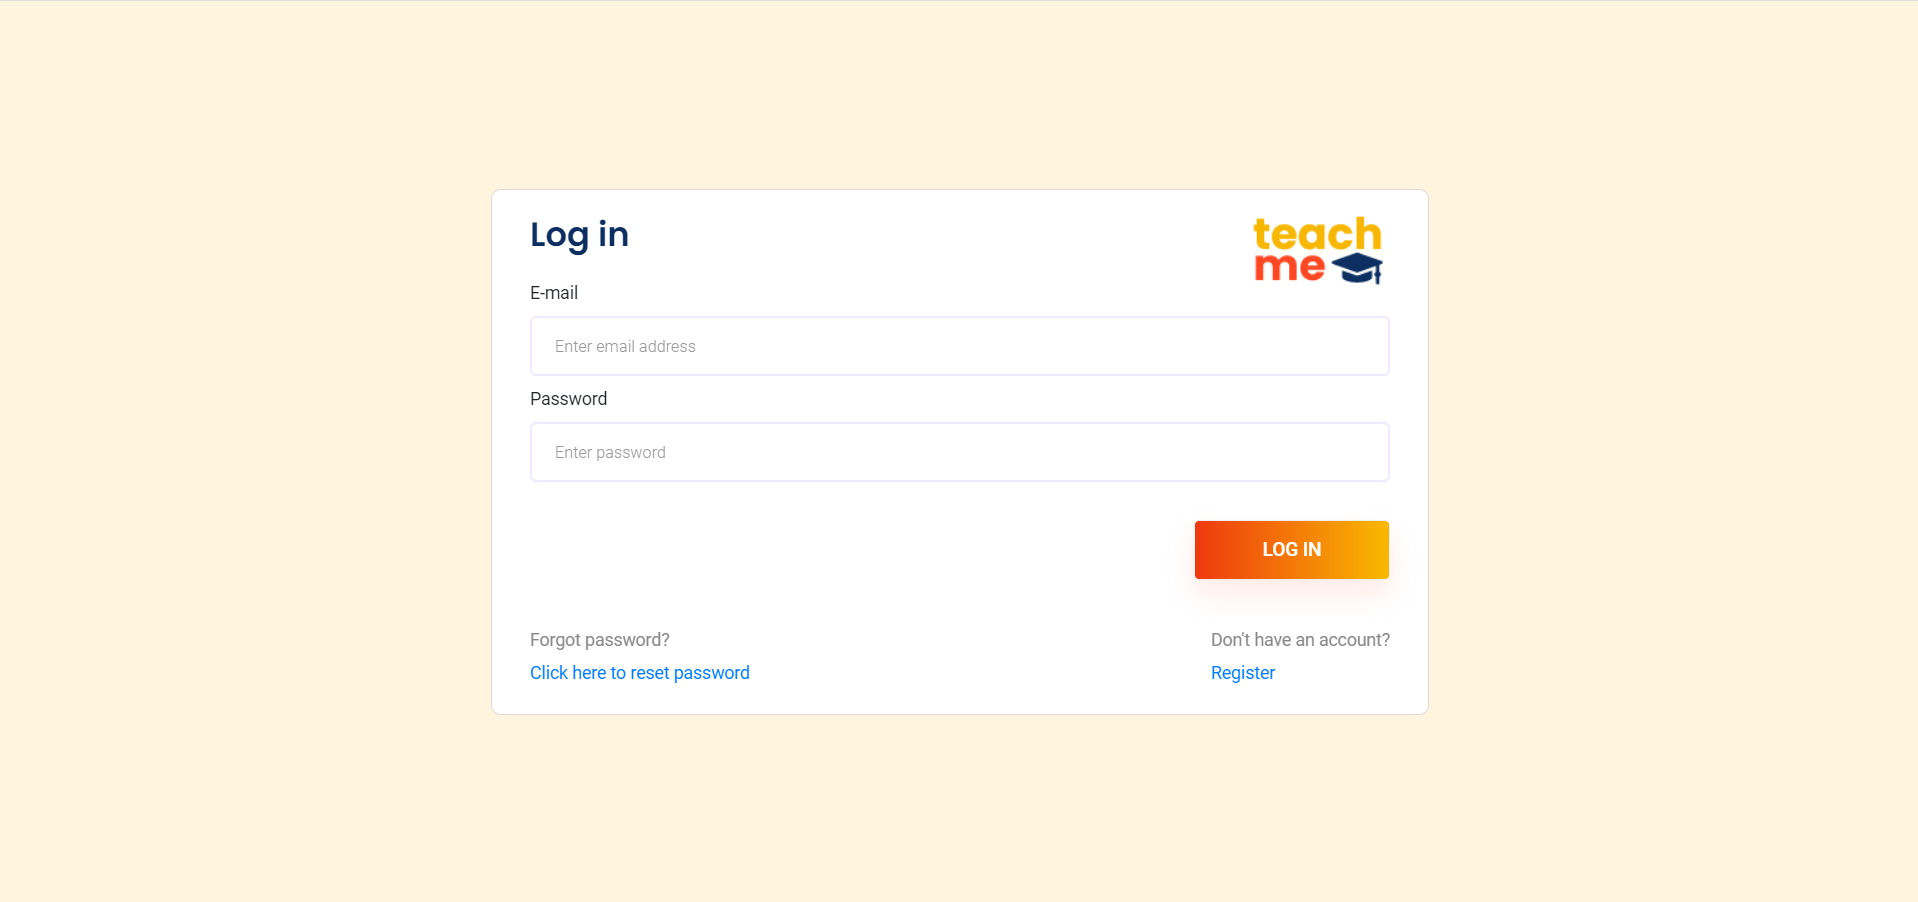 Log in
teach
me
E-mail
Enter email address
Password
Enter password
LOG IN
Forgot password?
Click here to reset password
Don't have an account?
Register